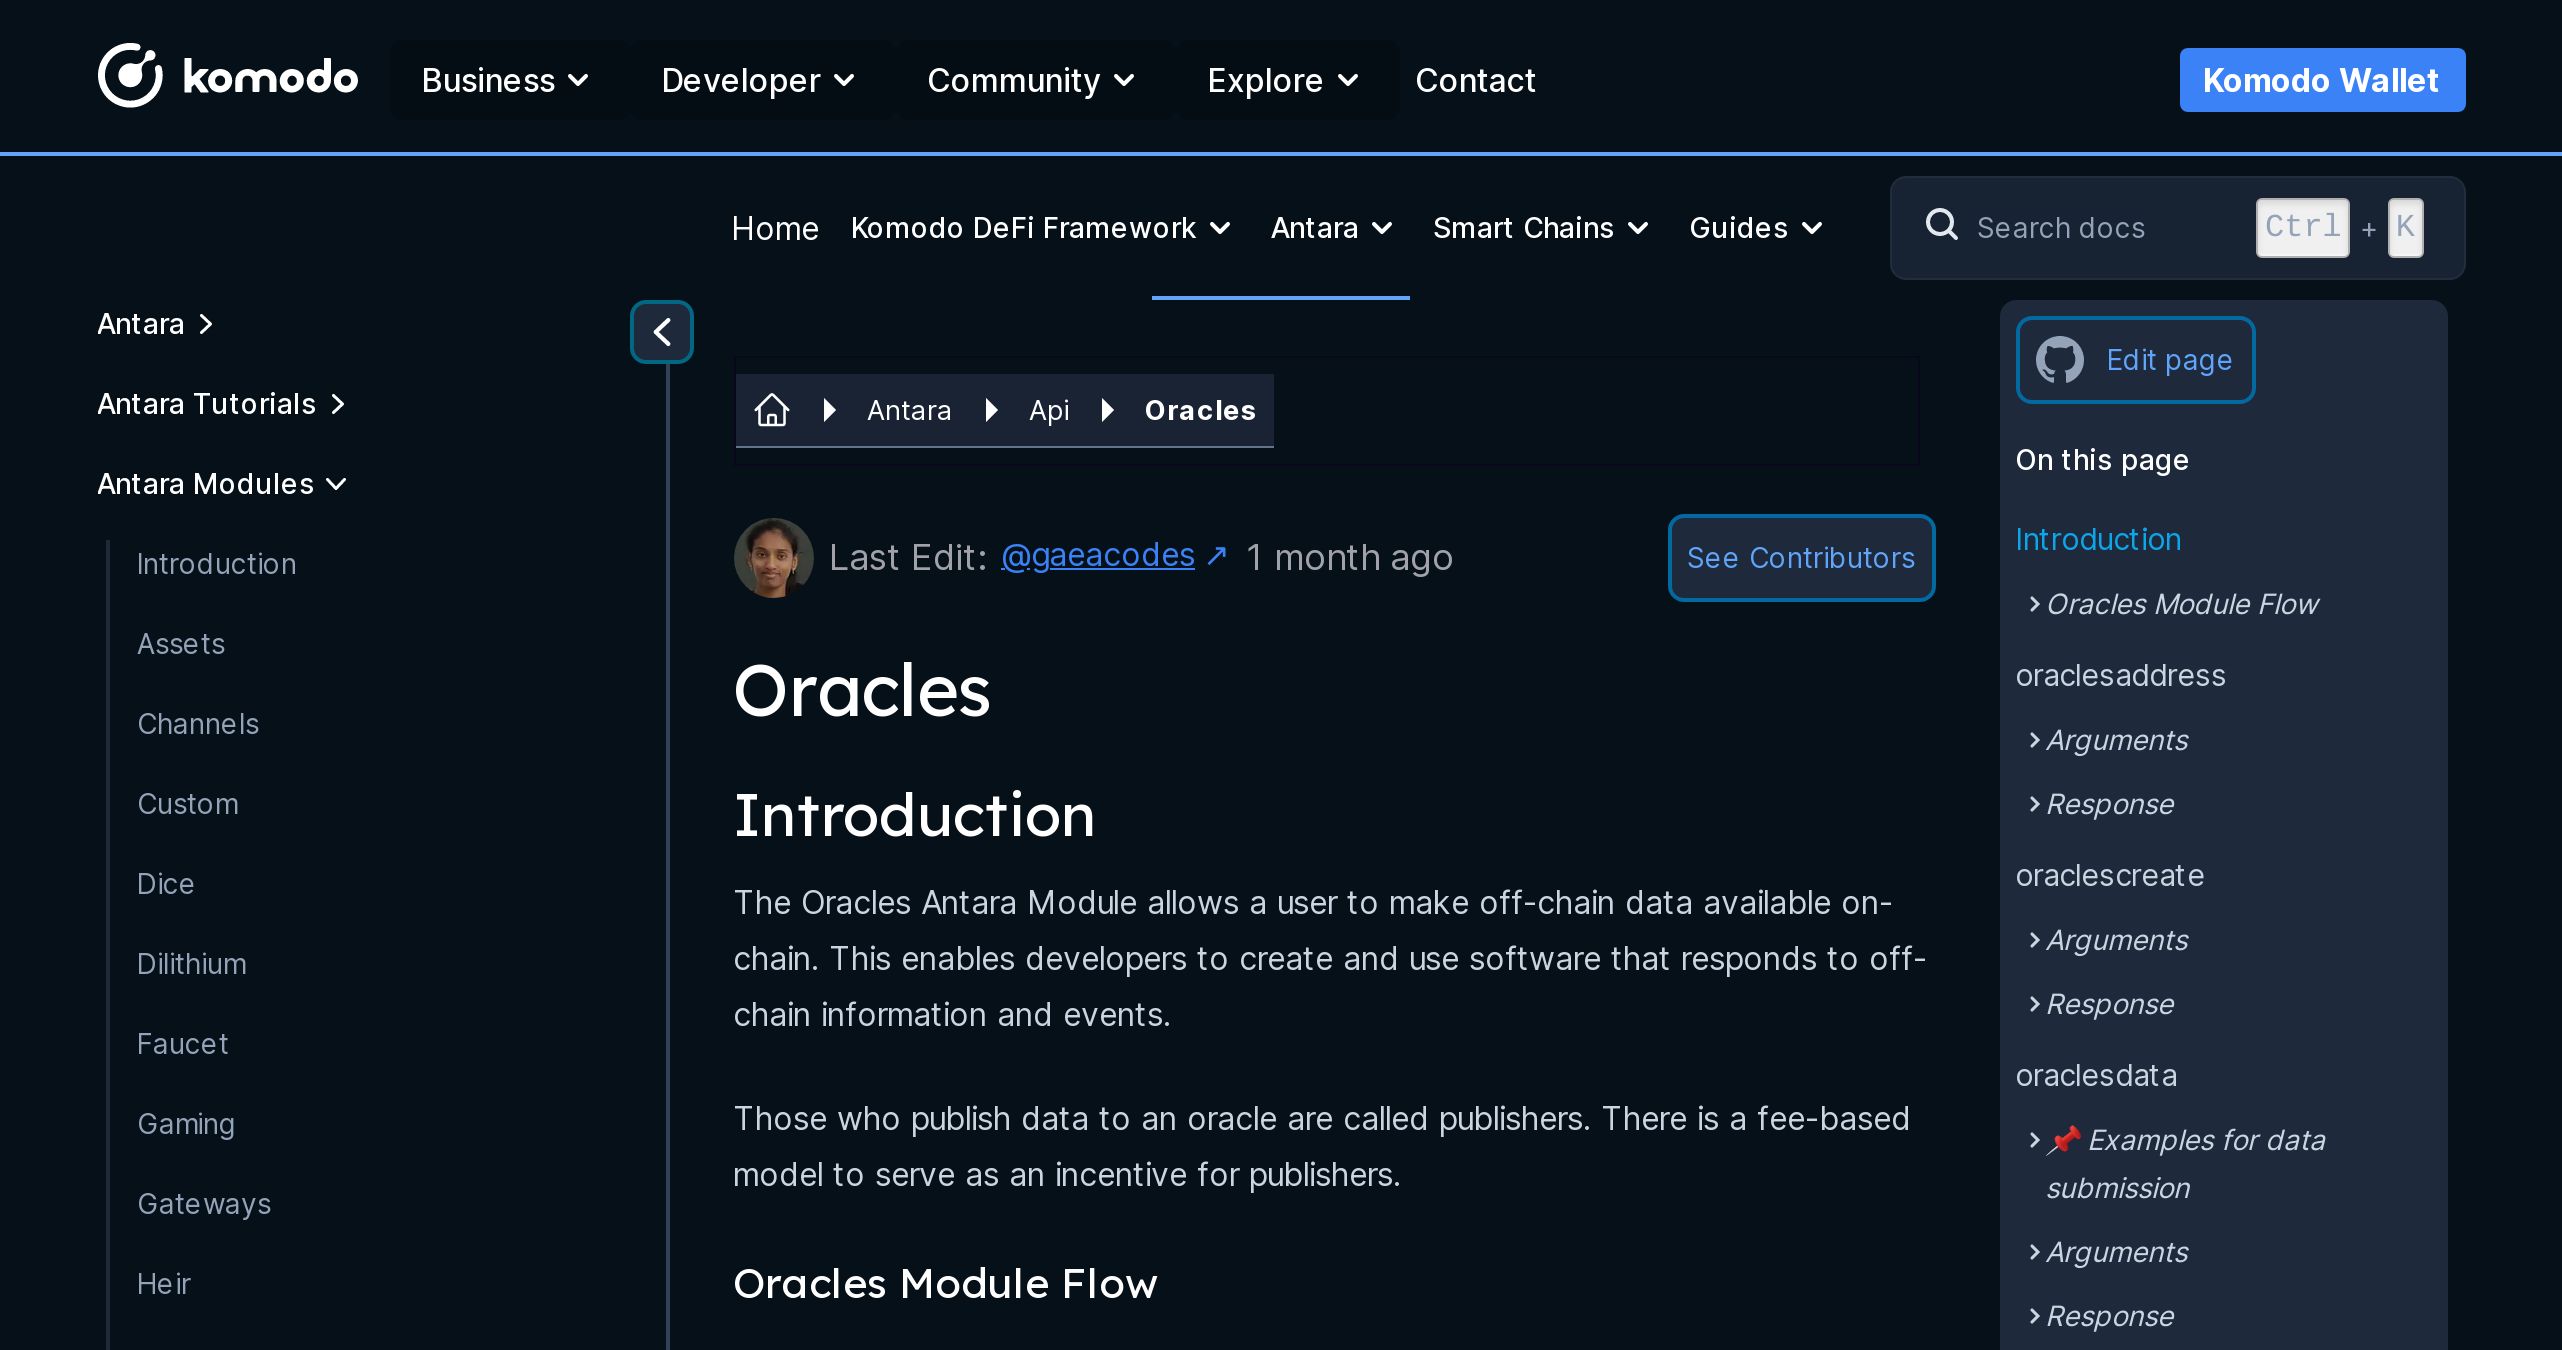 komodo
Business
Developer
Community
Explore
Contact
Komodo Wallet
Home
Komodo DeFi Framework
Antara
Smart Chains
Guides
Search docs
Ctrl + K
Antara
Antara Tutorials
Antara Modules
Introduction
Assets
Channels
Custom
Dice
Dilithium
Faucet
Gaming
Gateways
Heir
Antara
Api
Oracles
Last Edit: @gaeacodes ↗ 1 month ago
See Contributors
Oracles
Introduction
The Oracles Antara Module allows a user to make off-chain data available on-
chain. This enables developers to create and use software that responds to off-
chain information and events.
Those who publish data to an oracle are called publishers. There is a fee-based
model to serve as an incentive for publishers.
Oracles Module Flow
Edit page
On this page
Introduction
Oracles Module Flow
oraclesaddress
Arguments
Response
oraclescreate
Arguments
Response
oraclesdata
📌 Examples for data
submission
Arguments
Response